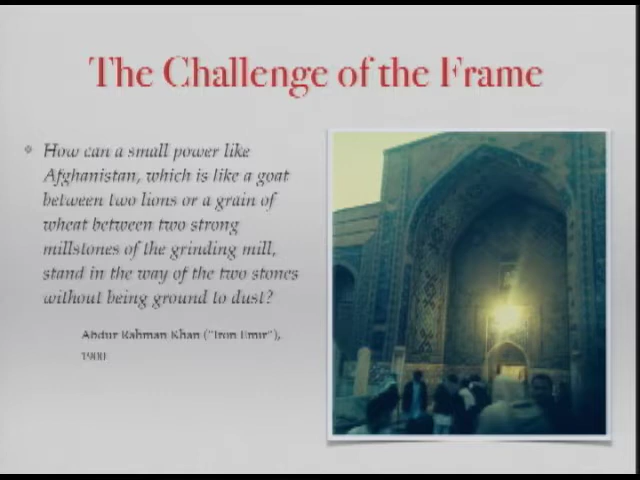 The Challenge of the Frame
How can a small power like
Afghanistan, which is like a goat
between two lions or a grain of
wheat between two strong
millstones of the grinding mill,
stand in the way of the two stones
without being ground to dust?
Abdur Rahman Khan ("Iron Emir"),
1900